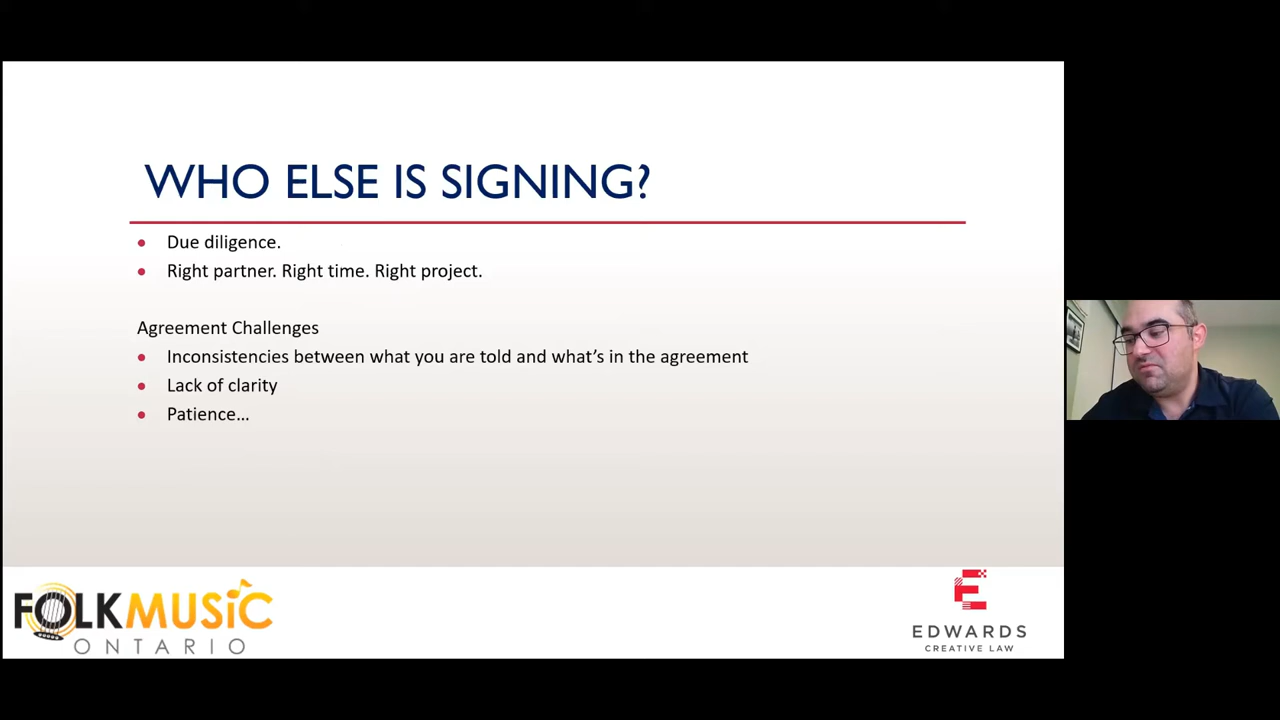 WHO ELSE IS SIGNING?
Due diligence.
Right partner. Right time. Right project.
Agreement Challenges
Inconsistencies between what you are told and what's in the agreement
Lack of clarity
Patience…
FOLKMUSIC
ONTARIO
EDWARDS
CREATIVE LAW